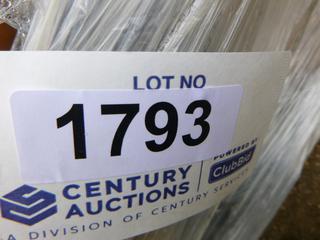 LOT NO
1793
CENTURY
AUCTIONS
POWERED BY
ClubBid
A DIVISION OF CENTURY SERVICES